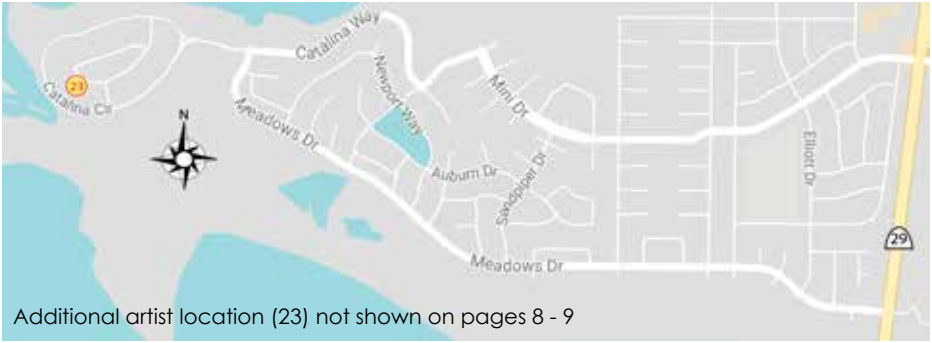 Catalina Way
Newport Way
Mini Dr
23
Catalina Cir
Meadows Dr
N
Auburn Dr
Sandpiper Dr
Elliott Dr
29
Meadows Dr
Additional artist location (23) not shown on pages 8 - 9